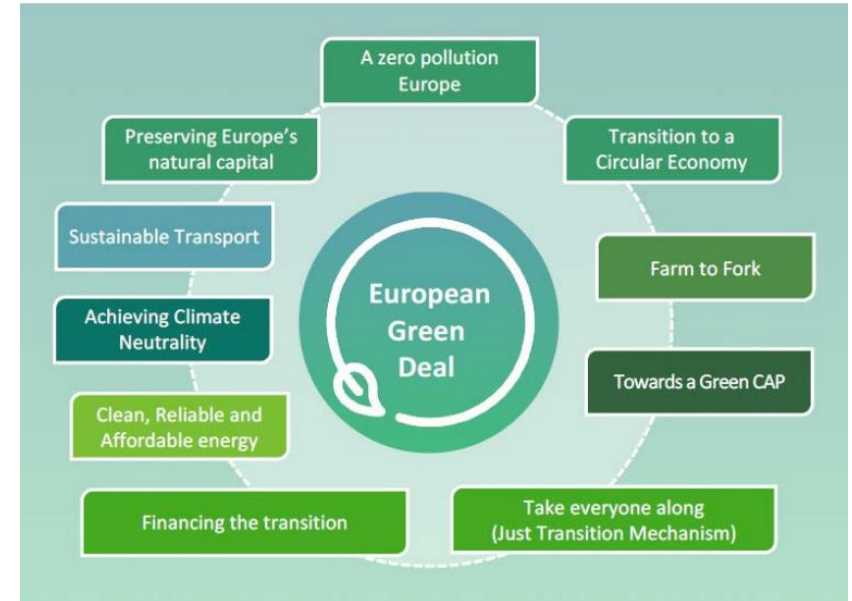 A zero pollution
Europe
Preserving Europe's
natural capital
Transition to a
Circular Economy
Sustainable Transport
Farm to Fork
European
Green
Deal
Achieving Climate
Neutrality
Towards a Green CAP
Clean, Reliable and
Affordable energy
Financing the transition
Take everyone along
(Just Transition Mechanism)